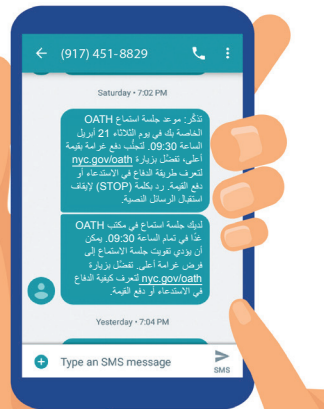 (917) 451-8829
Saturday • 7:02 PM
تذكَّر: موعد جلسة استماع OATH
الخاصة بك في يوم الثلاثاء 21 أبريل
الساعة 09:30. لتجنُّب دفع غرامة بقيمة
أعلى، تفضَّل بزيارة nyc.gov/oath
لتعرف طريقة الدفاع في الاستدعاء أو
دفع القيمة. رد بكلمة (STOP) لإيقاف
استقبال الرسائل النصية.
لديك جلسة استماع في مكتب OATH
غدًا في تمام الساعة 09:30. يمكن
أن يؤدي تفويت جلسة الاستماع إلى
فرض غرامة أعلى. تفضَّل بزيارة
nyc.gov/oath لتعرف كيفية الدفاع
في الاستدعاء أو دفع القيمة.
Yesterday • 7:04 PM
Type an SMS message
SMS